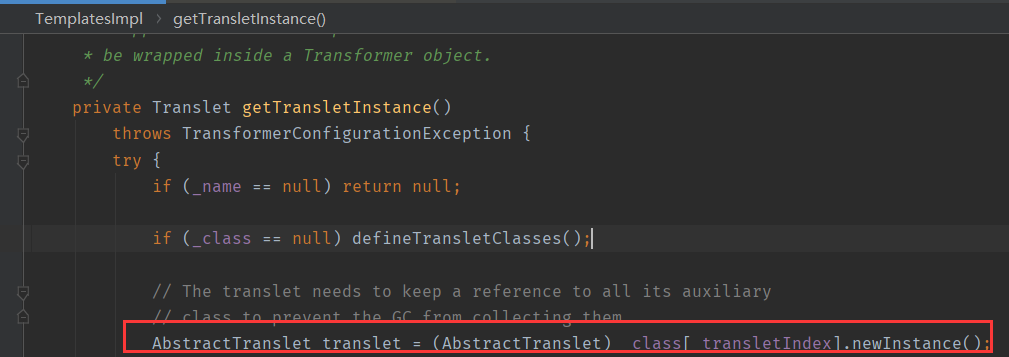 TemplatesImpl > getTransletInstance()
* be wrapped inside a Transformer object.
*/
private Translet getTransletInstance()
throws TransformerConfigurationException {
try {
if (_name == null) return null;
if (_class == null) defineTransletClasses();
// The translet needs to keep a reference to all its auxiliary
// class to prevent the GC from collecting them
AbstractTranslet translet = (AbstractTranslet) _class[_transletIndex].newInstance();